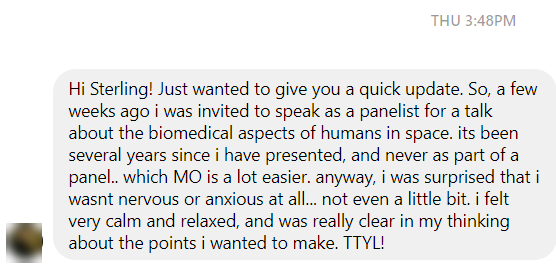 THU 3:48PM
Hi Sterling! Just wanted to give you a quick update. So, a few
weeks ago i was invited to speak as a panelist for a talk
about the biomedical aspects of humans in space. its been
several years since i have presented, and never as part of a
panel.. which MO is a lot easier. anyway, i was surprised that i
wasnt nervous or anxious at all... not even a little bit. i felt
very calm and relaxed, and was really clear in my thinking
about the points i wanted to make. TTYL!